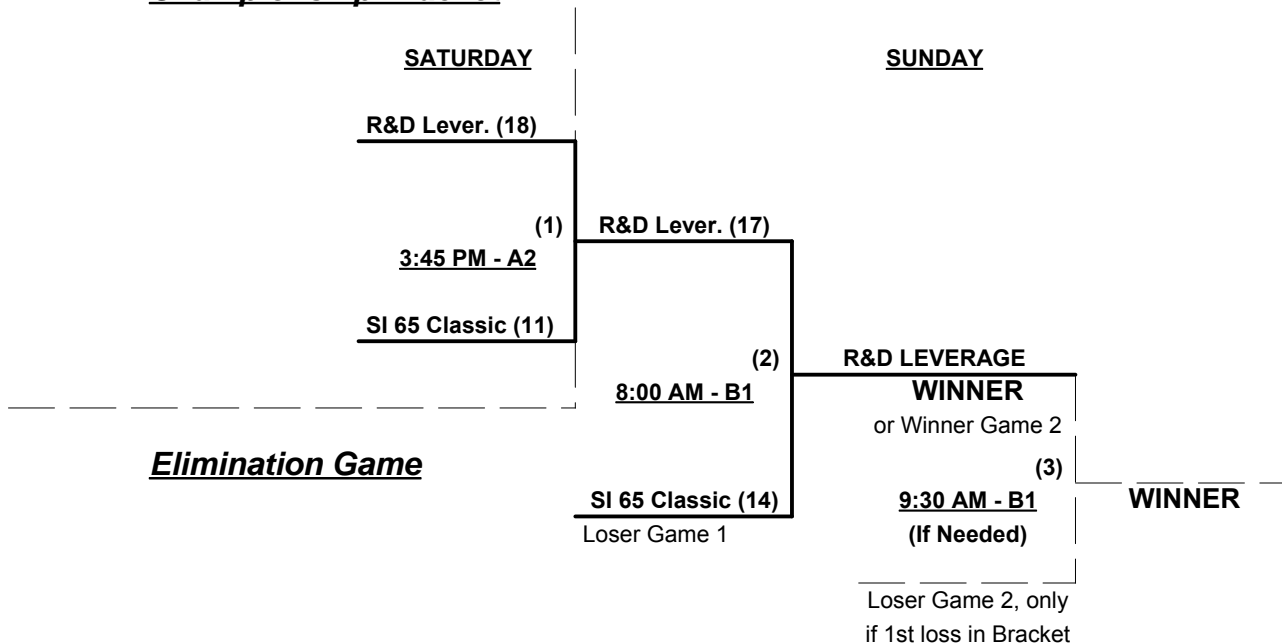 SATURDAY
SUNDAY
R&D Lever. (18)
(1)
R&D Lever. (17)
3:45 PM - A2
SI 65 Classic (11)
(2)
R&D LEVERAGE
8:00 AM - B1
WINNER
or Winner Game 2
Elimination Game
(3)
SI 65 Classic (14)
9:30 AM - B1
WINNER
Loser Game 1
(If Needed)
Loser Game 2, only
if 1st loss in Bracket